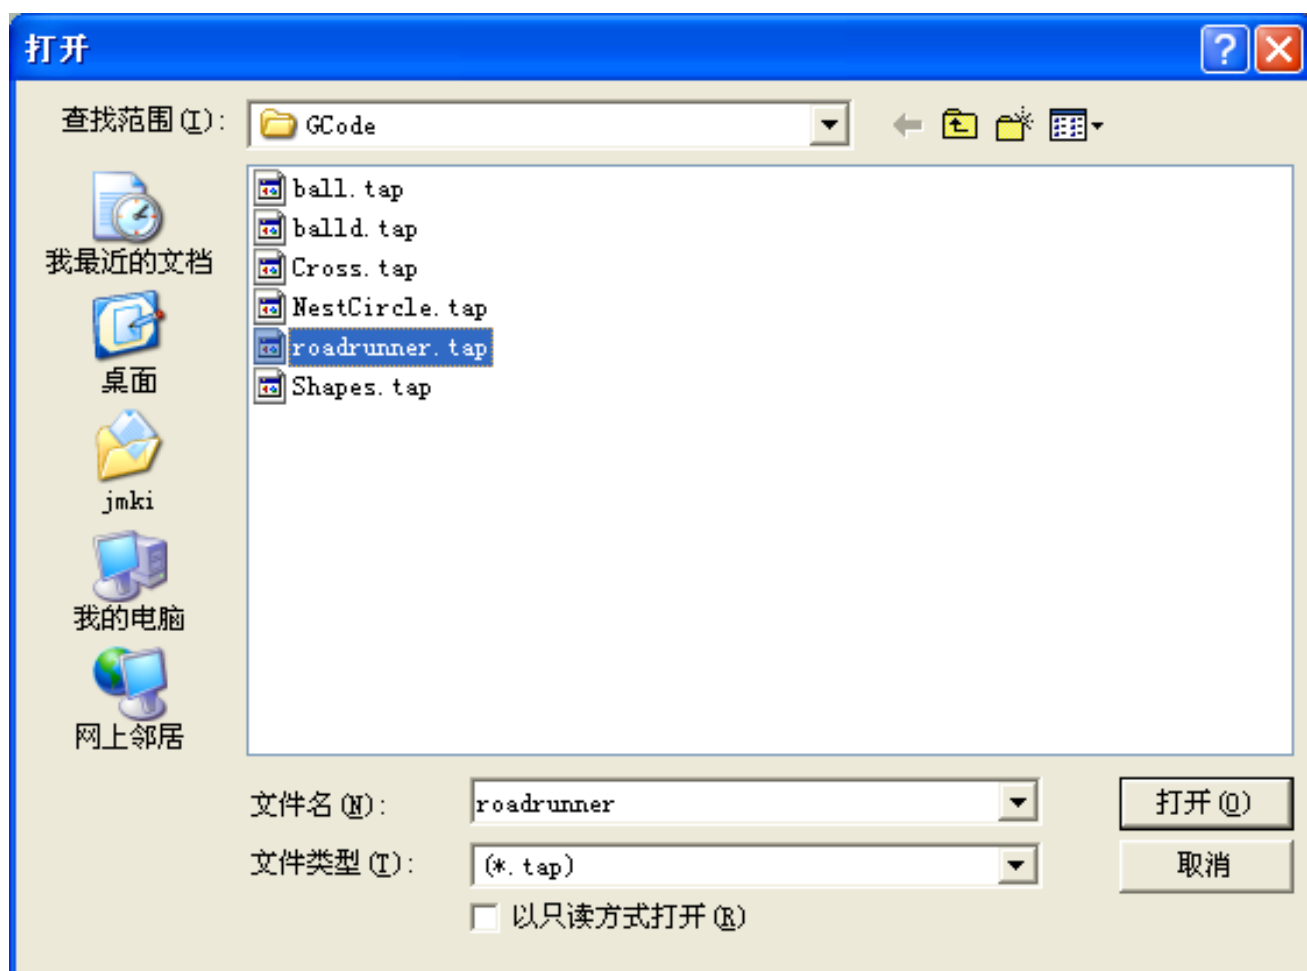 打开
查找范围(I):
GCode
我最近的文档
桌面
jmki
我的电脑
网上邻居
ball.tap
balld.tap
Cross.tap
NestCircle.tap
roadrunner.tap
Shapes.tap
文件名(N):
roadrunner
打开(O)
文件类型(T):
(*.tap)
取消
以只读方式打开(R)